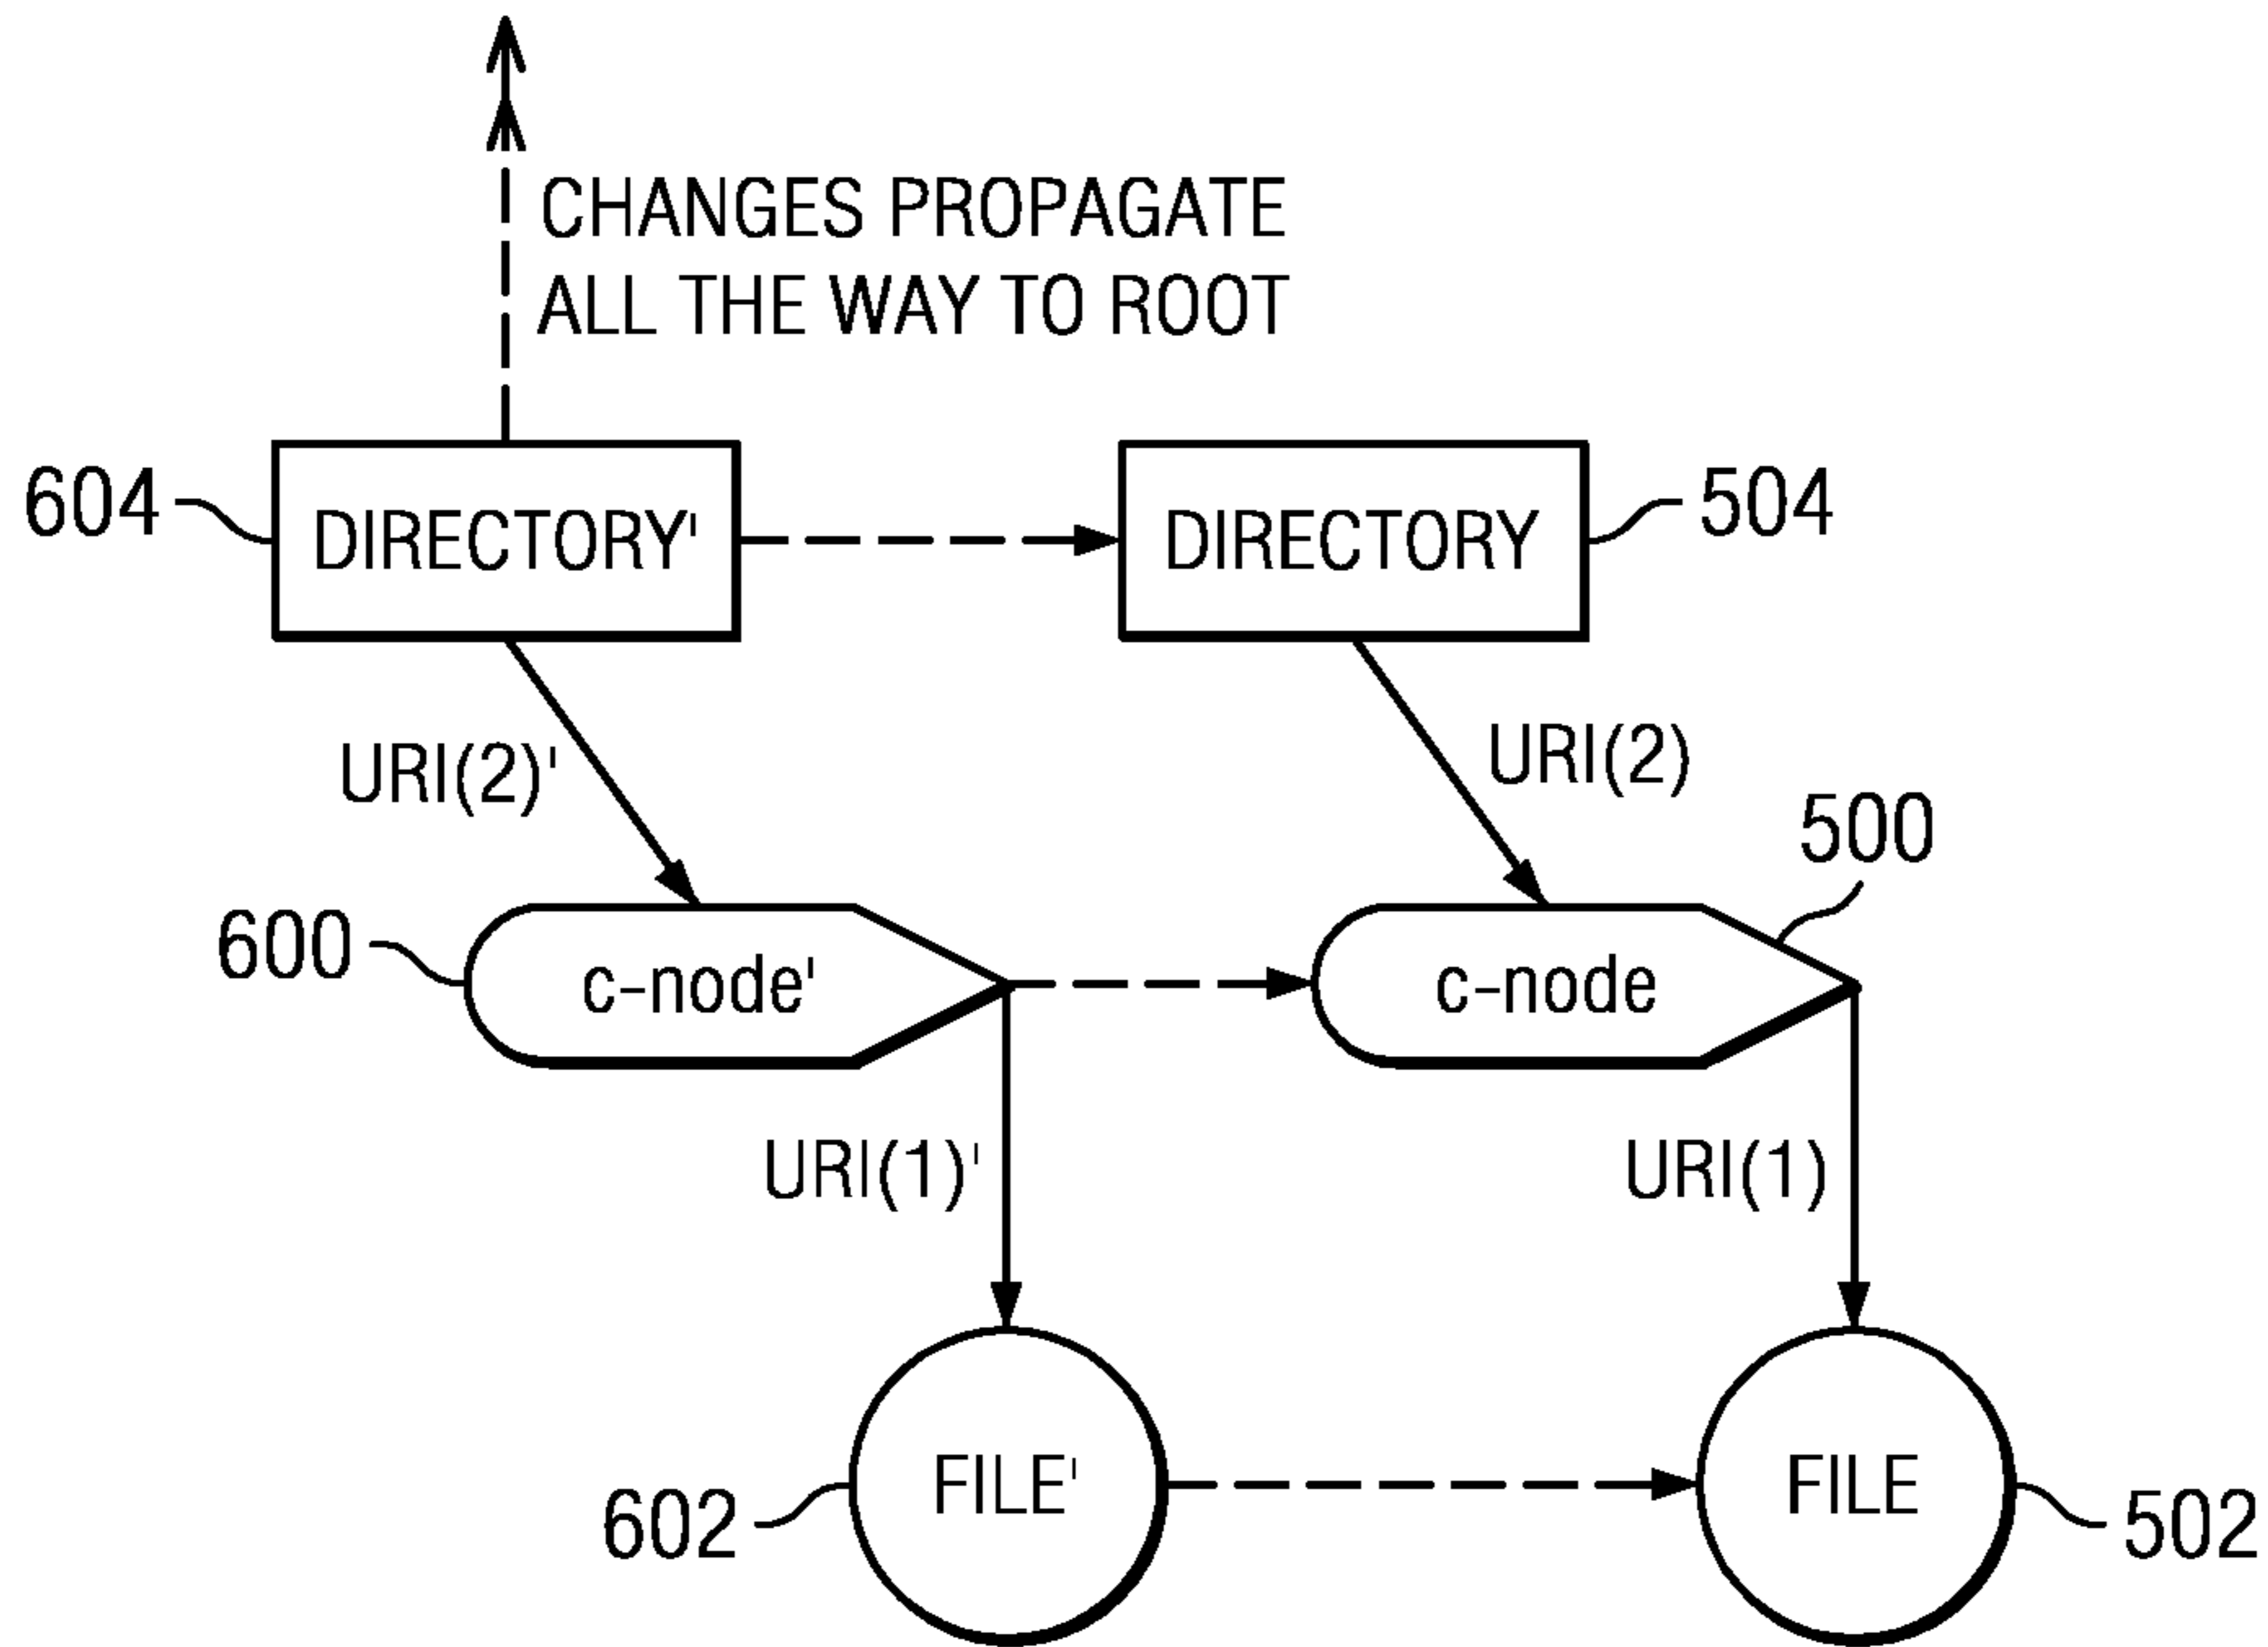 CHANGES PROPAGATE
ALL THE WAY TO ROOT
604
DIRECTORY'
DIRECTORY
504
URI(2)'
URI(2)
500
600
c-node'
c-node
URI(1)'
URI(1)
FILE'
FILE
602
502